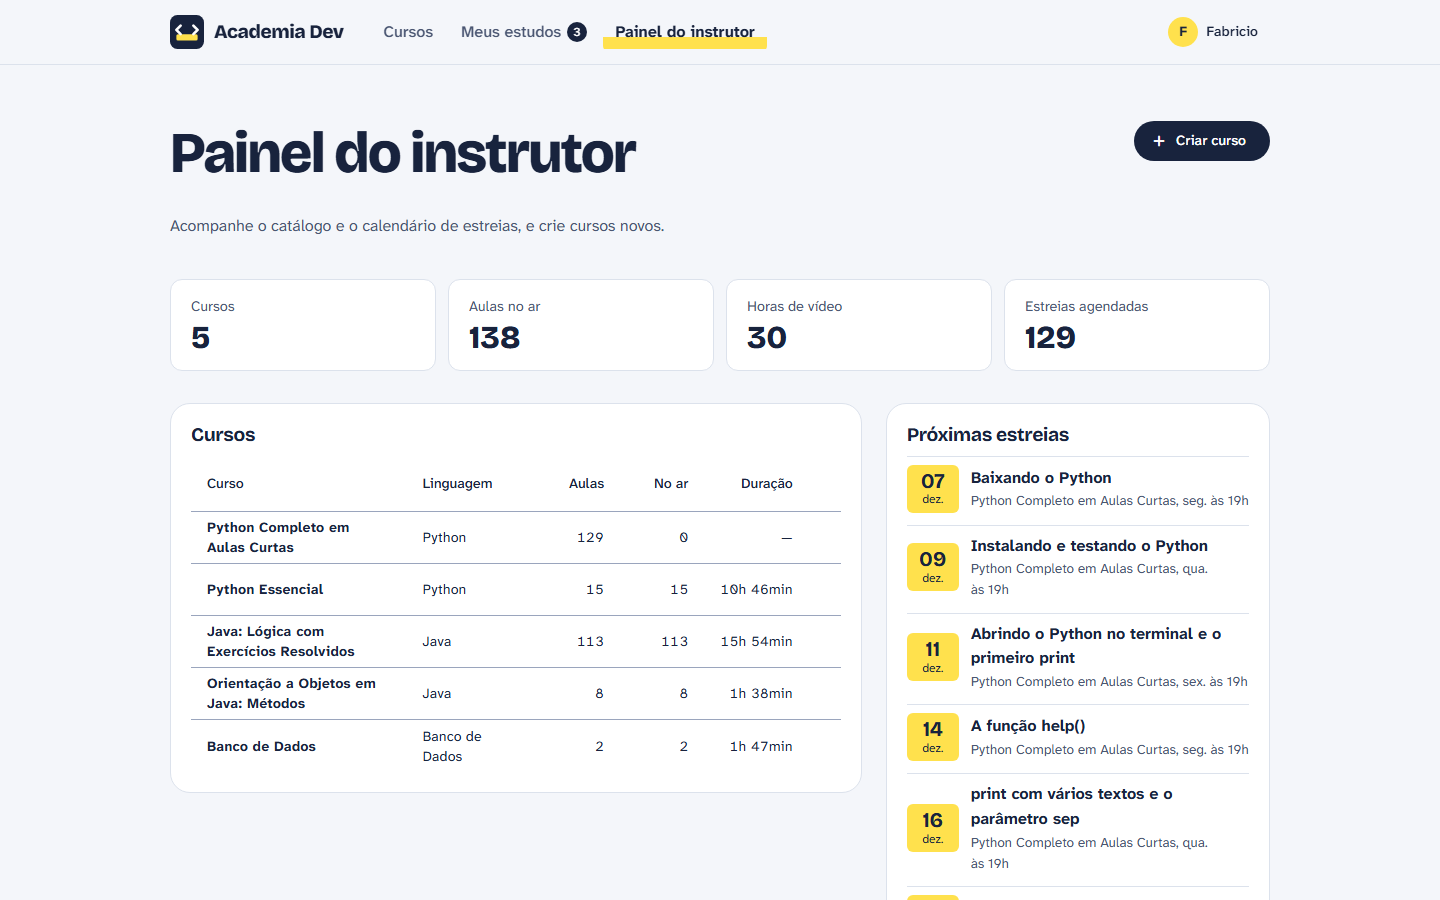 Academia Dev
Cursos
Meus estudos 3
Painel do instrutor
F Fabricio
Painel do instrutor
+ Criar curso
Acompanhe o catálogo e o calendário de estreias, e crie cursos novos.
Cursos
5
Aulas no ar
138
Horas de vídeo
30
Estreias agendadas
129
Cursos
Curso Linguagem Aulas No ar Duração
Python Completo em
Aulas Curtas
Python 129 0 —
Python Essencial Python 15 15 10h 46min
Java: Lógica com
Exercícios Resolvidos
Java 113 113 15h 54min
Orientação a Objetos em
Java: Métodos
Java 8 8 1h 38min
Banco de Dados
Banco de
Dados
2 2 1h 47min
Próximas estreias
07
dez.
Baixando o Python
Python Completo em Aulas Curtas, seg. às 19h
09
dez.
Instalando e testando o Python
Python Completo em Aulas Curtas, qua.
às 19h
11
dez.
Abrindo o Python no terminal e o
primeiro print
Python Completo em Aulas Curtas, sex. às 19h
14
dez.
A função help()
Python Completo em Aulas Curtas, seg. às 19h
16
dez.
print com vários textos e o
parâmetro sep
Python Completo em Aulas Curtas, qua.
às 19h